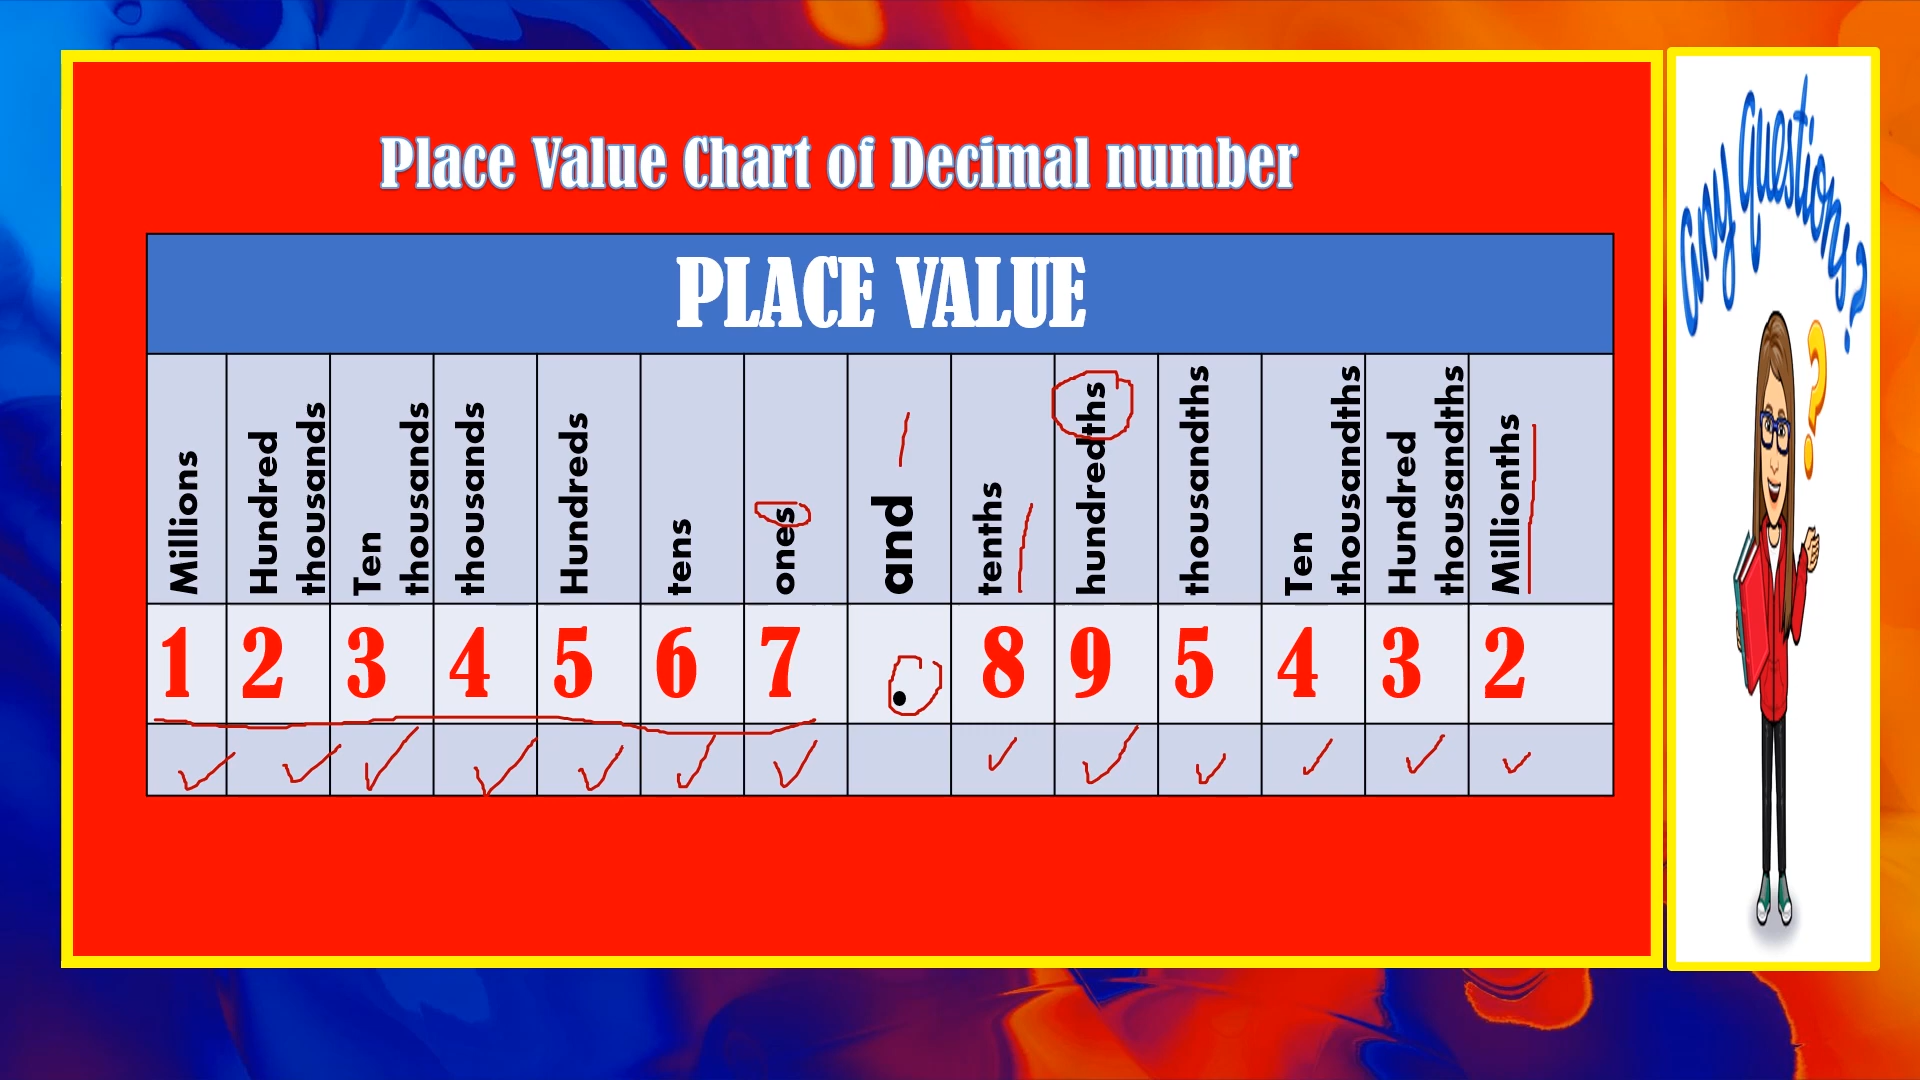 Place Value Chart of Decimal number
PLACE VALUE
Millions
Hundred
thousands
Ten
thousands
thousands
Hundreds
tens
ones
and
tenths
hundredths
thousandths
Ten
thousandths
Hundred
thousandths
Millionths
1 2 3 4 5 6 7 . 8 9 5 4 3 2
any questions?
?